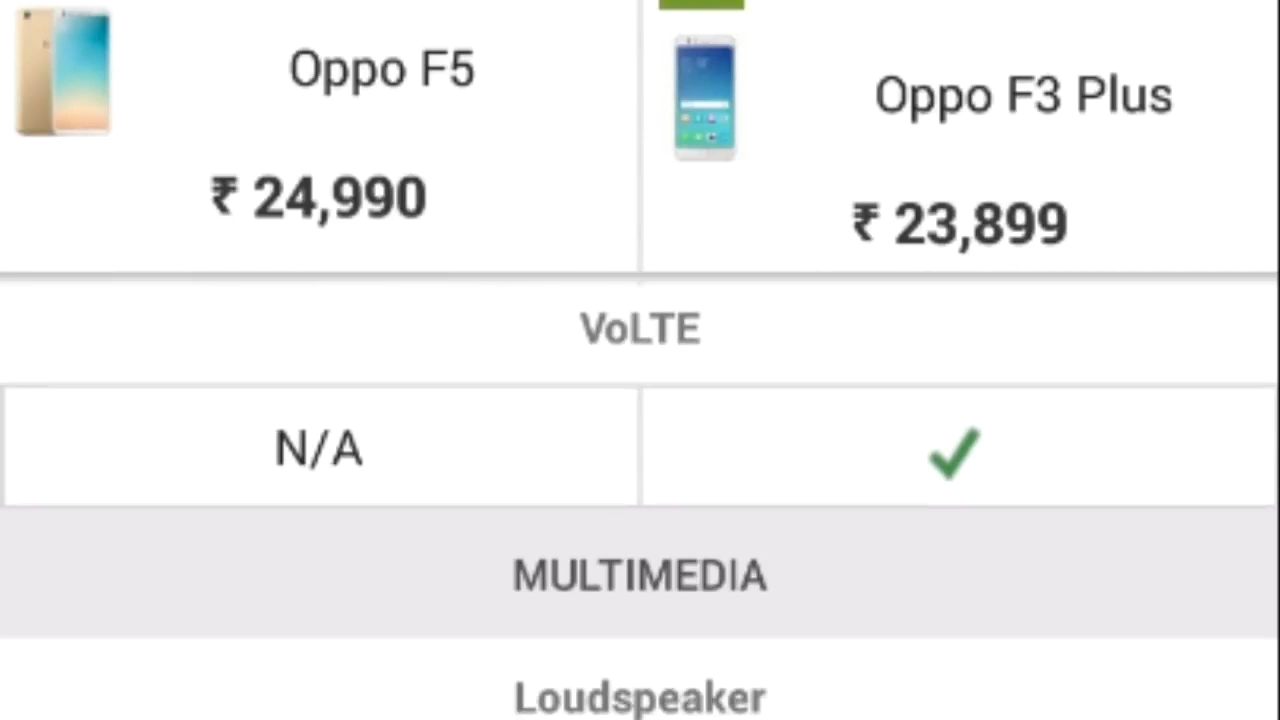 Oppo F5
Oppo F3 Plus
₹ 24,990
₹ 23,899
VoLTE
N/A
MULTIMEDIA
Loudspeaker